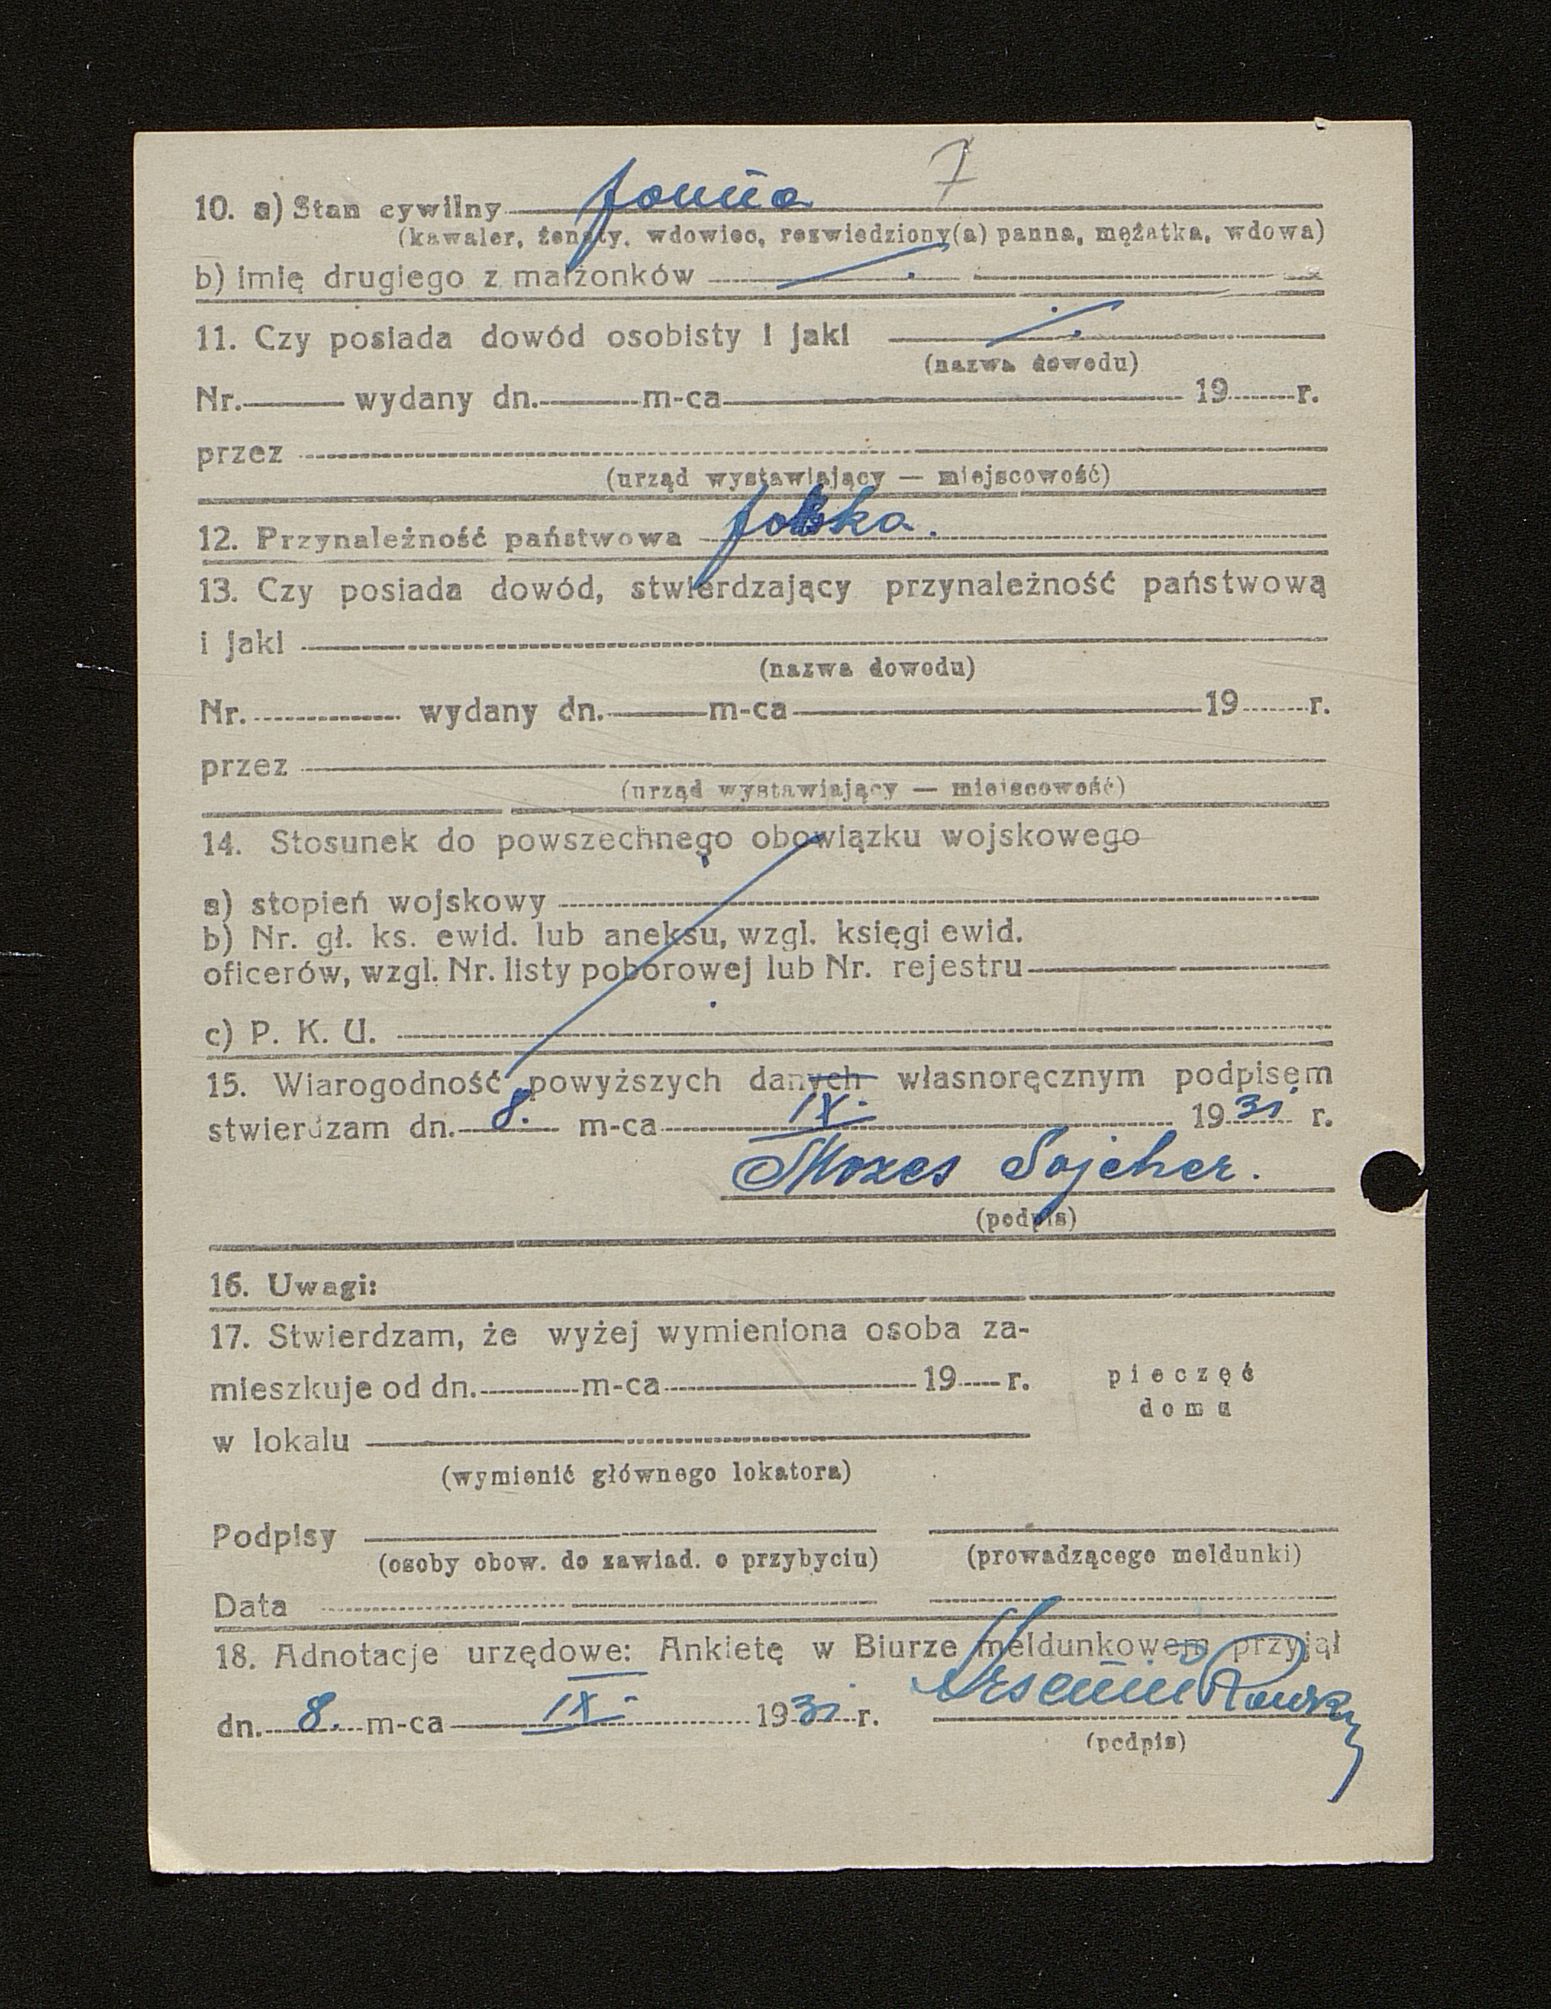 7
10. a) Stan cywilny panna
(kawaler, żenaty, wdowiec, rozwiedziony(a) panna, mężatka, wdowa)
b) imię drugiego z małżonków
11. Czy posiada dowód osobisty i jaki
(nazwa dowodu)
Nr. wydany dn. m-ca 19 r.
przez
(urząd wystawiający — miejscowość)
12. Przynależność państwowa polska.
13. Czy posiada dowód, stwierdzający przynależność państwową
i jaki
(nazwa dowodu)
Nr. wydany dn. m-ca 19 r.
przez
(urząd wystawiający — miejscowość)
14. Stosunek do powszechnego obowiązku wojskowego
a) stopień wojskowy
b) Nr. gł. ks. ewid. lub aneksu, wzgl. księgi ewid.
oficerów, wzgl. Nr. listy poborowej lub Nr. rejestru
c) P. K. U.
15. Wiarogodność powyższych danych własnoręcznym podpisem
stwierdzam dn. 8. m-ca IX. 1931 r.
Mozes Sojcher.
(podpis)
16. Uwagi:
17. Stwierdzam, że wyżej wymieniona osoba za-
mieszkuje od dn. m-ca 19 r.
pieczęć
domu
w lokalu
(wymienić głównego lokatora)
Podpisy
(osoby obow. do zawiad. o przybyciu) (prowadzącego meldunki)
Data
18. Adnotacje urzędowe: Ankietę w Biurze meldunkowem przyjął
dn. 8. m-ca IX. 1931 r.
(podpis)